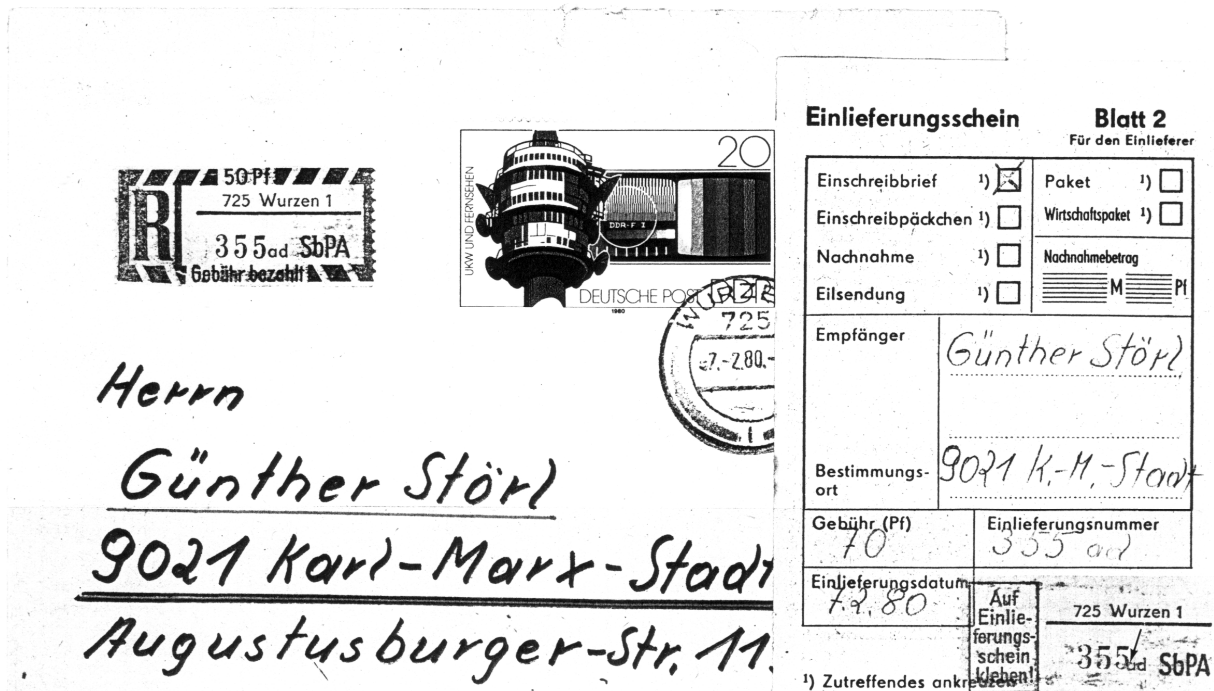 50 Pf
R
725 Wurzen 1
355ad SbPA
Gebühr bezahlt
20
UKW UND FERNSEHEN
DDR-F 1
DEUTSCHE POST DDR
1980
WURZE
725
-7.-2.80.-
Herrn
Günther Störl
9021 Karl-Marx-Stadt
Augustusburger-Str. 11
Einlieferungsschein
Blatt 2
Für den Einlieferer
Einschreibbrief ¹)
Einschreibpäckchen ¹)
Nachnahme ¹)
Eilsendung ¹)
Paket ¹)
Wirtschaftspaket ¹)
Nachnahmebetrag
M Pf
Empfänger
Günther Störl
Bestimmungs-
ort
9021 K.-M.-Stadt
Gebühr (Pf)
70
Einlieferungsnummer
355 ad
Einlieferungsdatum
7.2.80
Auf
Einlie-
ferungs-
schein
kleben!
725 Wurzen 1
355ad SbPA
¹) Zutreffendes ankreuzen